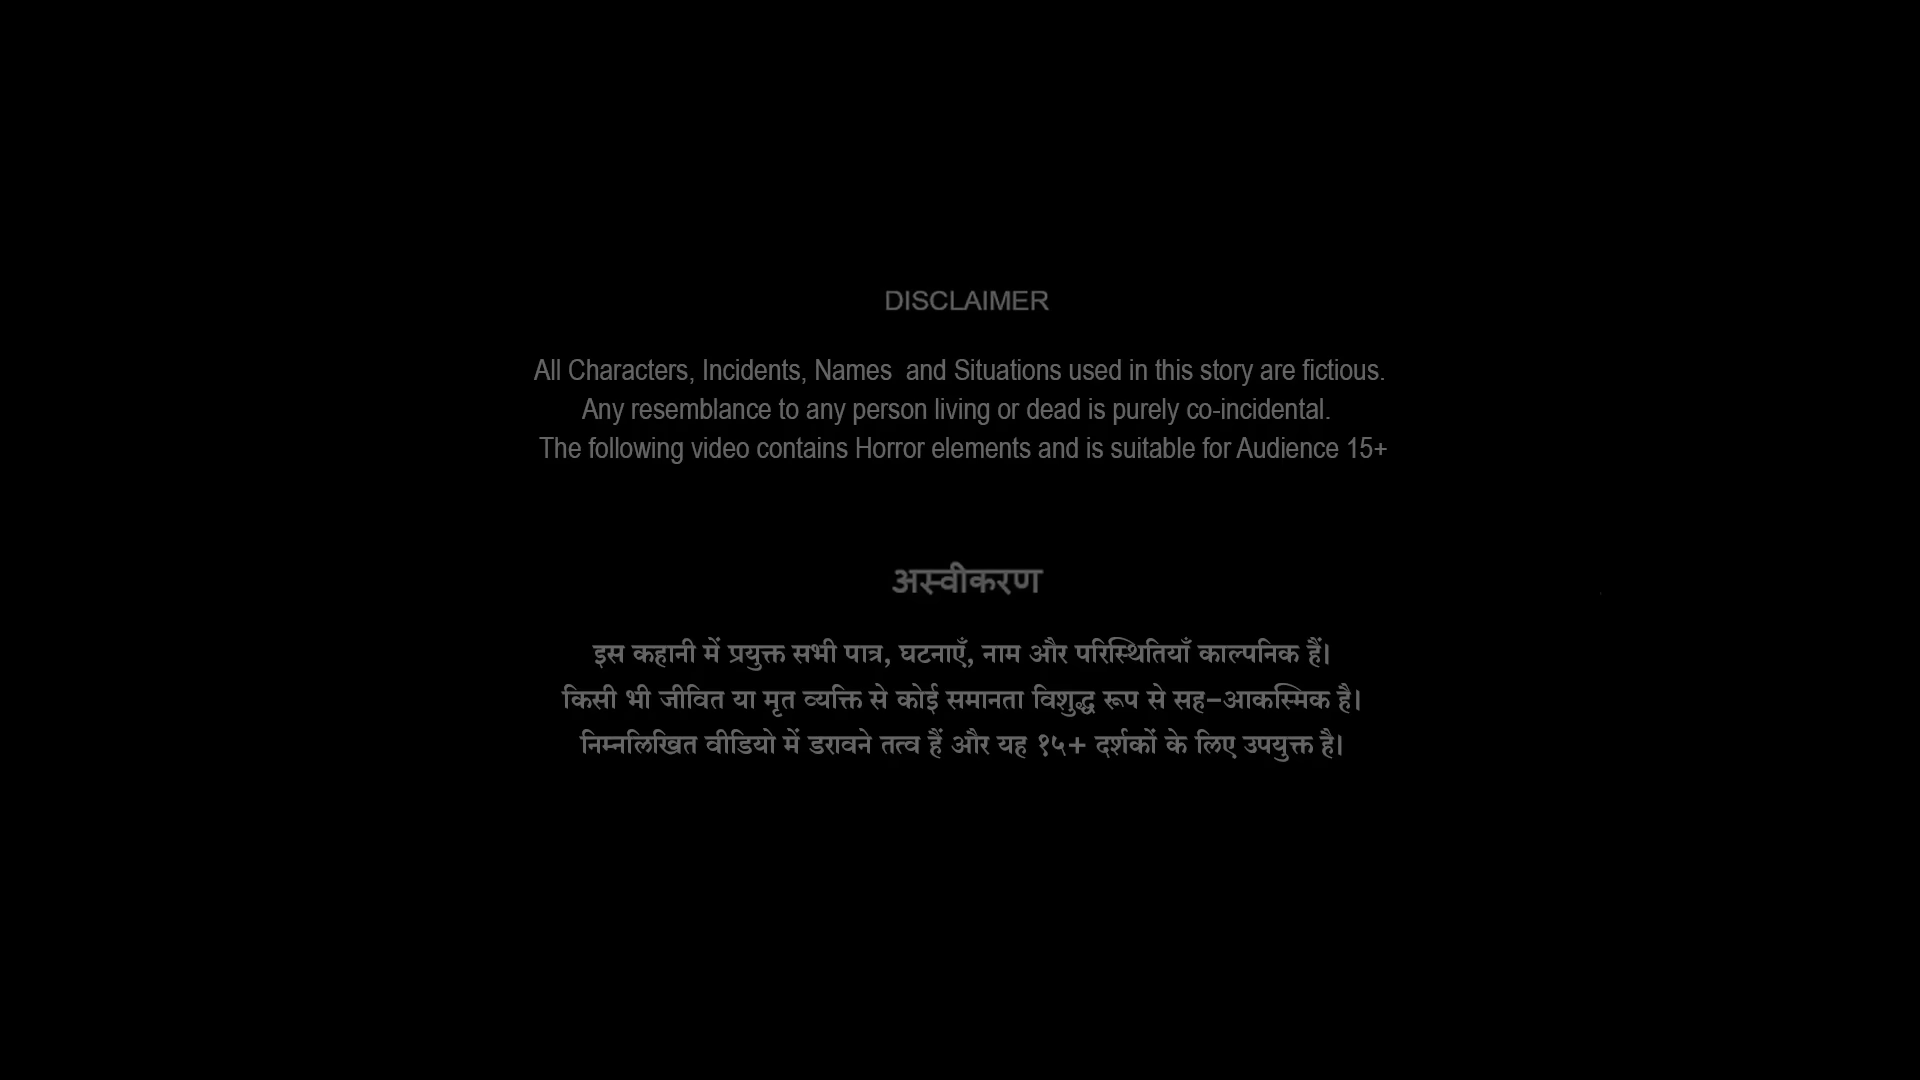 DISCLAIMER
All Characters, Incidents, Names  and Situations used in this story are fictious.
Any resemblance to any person living or dead is purely co-incidental.
The following video contains Horror elements and is suitable for Audience 15+
अस्वीकरण
इस कहानी में प्रयुक्त सभी पात्र, घटनाएँ, नाम और परिस्थितियाँ काल्पनिक हैं।
किसी भी जीवित या मृत व्यक्ति से कोई समानता विशुद्ध रूप से सह-आकस्मिक है।
निम्नलिखित वीडियो में डरावने तत्व हैं और यह १५+ दर्शकों के लिए उपयुक्त है।